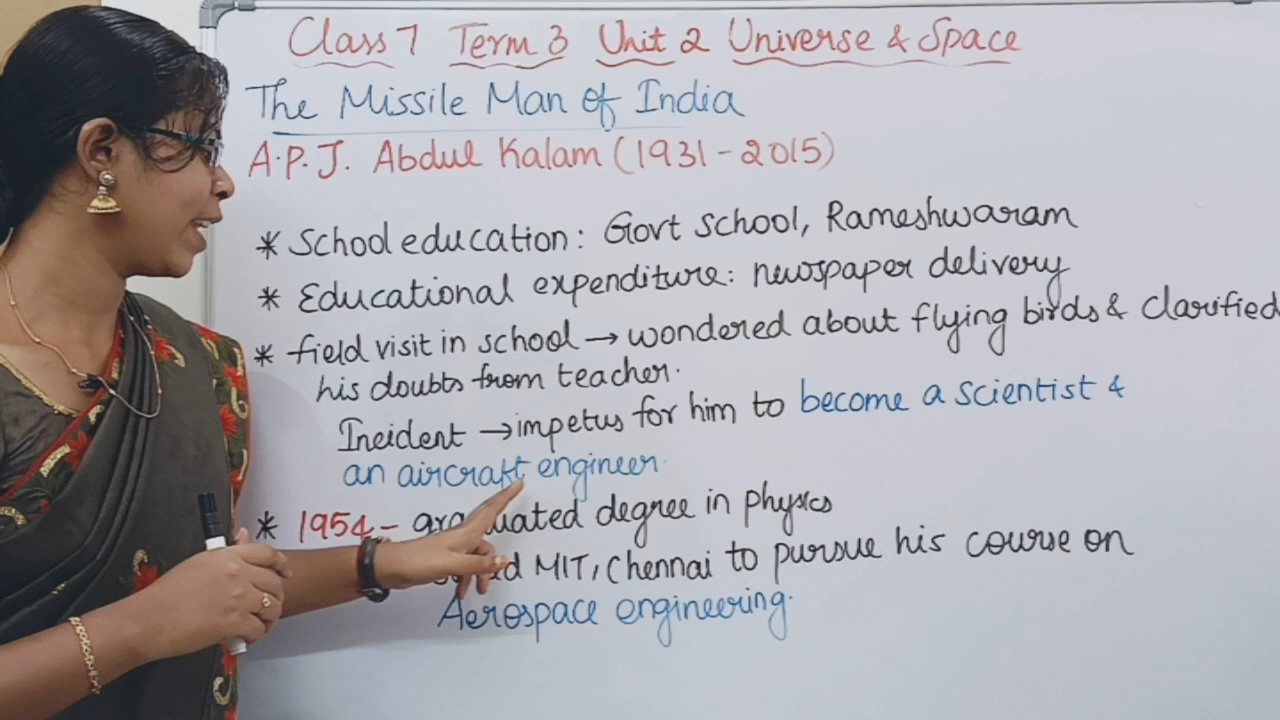 Class 7 Term 3 Unit 2 Universe & Space
The Missile Man of India
A.P.J. Abdul Kalam (1931-2015)
* School education: Govt School, Rameshwaram
* Educational expenditure: newspaper delivery
* field visit in school → wondered about flying birds & clarified
his doubts from teacher.
Incident → impetus for him to become a scientist &
an aircraft engineer.
* 1954 - graduated degree in physics
MIT, Chennai to pursue his course on
Aerospace engineering.